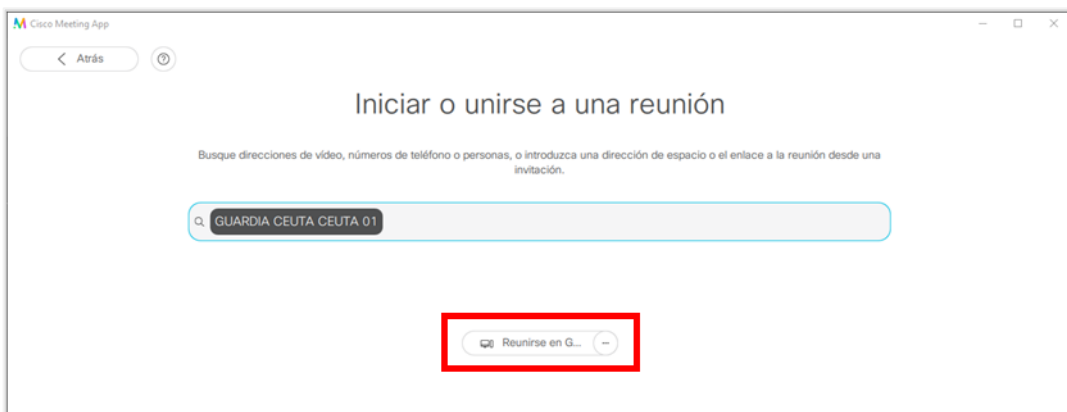 Cisco Meeting App
Atrás
Iniciar o unirse a una reunión
Busque direcciones de vídeo, números de teléfono o personas, o introduzca una dirección de espacio o el enlace a la reunión desde una
invitación.
GUARDIA CEUTA CEUTA 01
Reunirse en G...